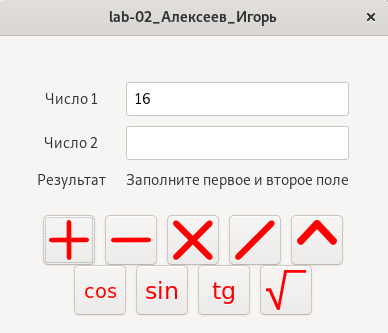 lab-02_Алексеев_Игорь ×
Число 1 16
Число 2
Результат Заполните первое и второе поле
+ − × / ^
cos sin tg √